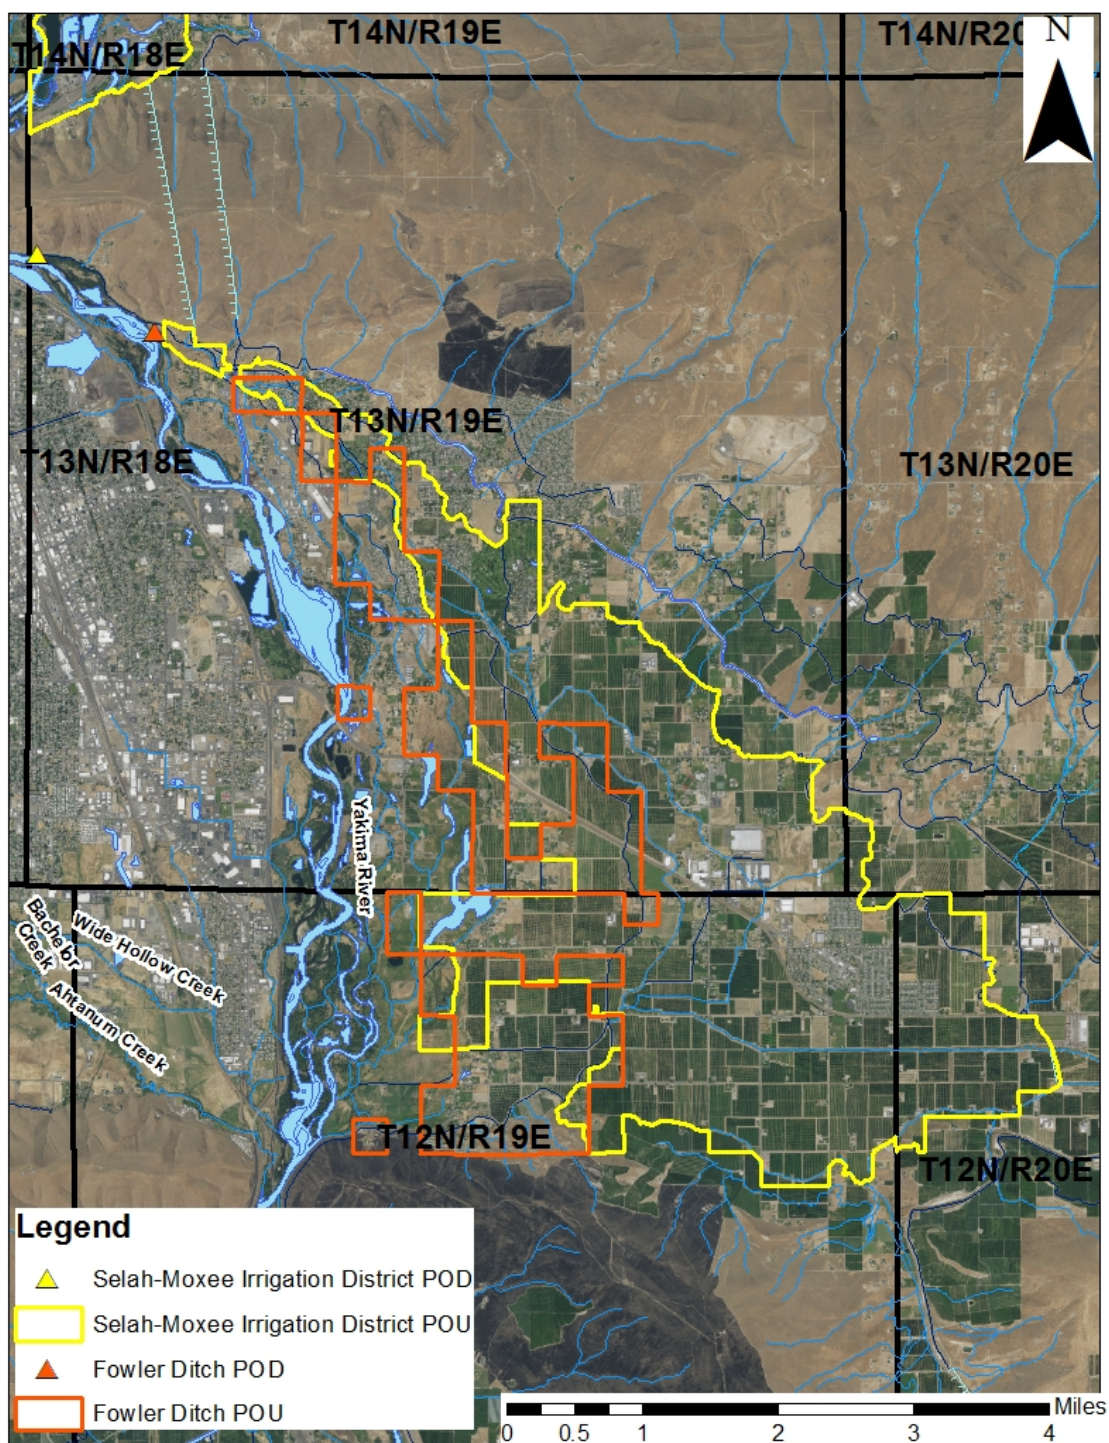 T14N/R18E
T14N/R19E
T14N/R20
N
T13N/R18E
T13N/R19E
T13N/R20E
Yakima River
Bachelor
Creek
Wide Hollow Creek
Ahtanum Creek
T12N/R19E
T12N/R20E
Legend
Selah-Moxee Irrigation District POD
Selah-Moxee Irrigation District POU
Fowler Ditch POD
Fowler Ditch POU
Miles
0 0.5 1 2 3 4